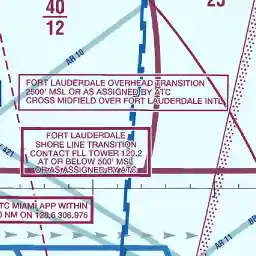 40
12
25
AR 10
FORT LAUDERDALE OVERHEAD TRANSITION
2500' MSL OR AS ASSIGNED BY ATC
CROSS MIDFIELD OVER FORT LAUDERDALE INTL
FORT LAUDERDALE
SHORE LINE TRANSITION
CONTACT FLL TOWER 120.2
AT OR BELOW 500' MSL
OR AS ASSIGNED BY ATC
421
TC MIAMI APP WITHIN
0 NM ON 128.6 306.975
AR 11